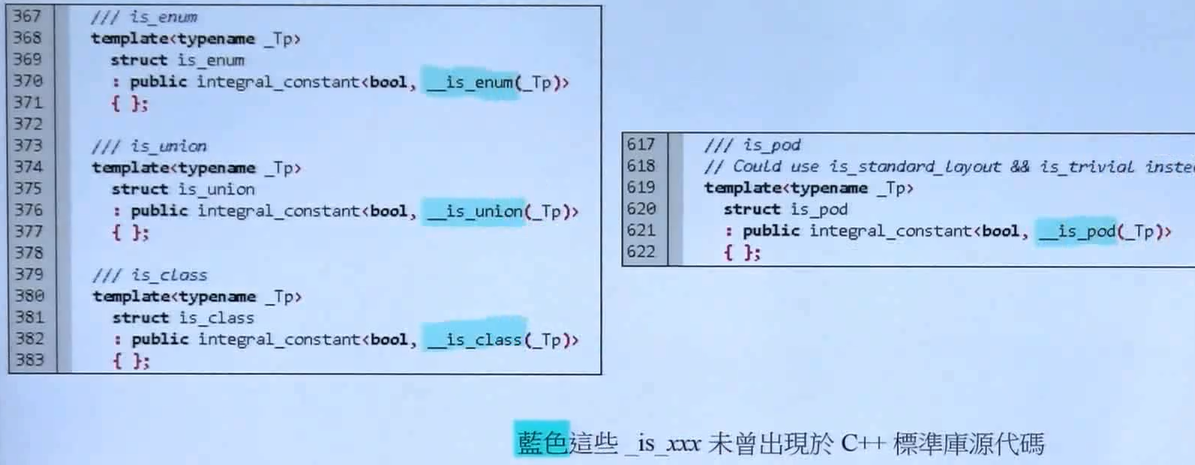 367 /// is_enum
368 template<typename _Tp>
369 struct is_enum
370 : public integral_constant<bool, __is_enum(_Tp)>
371 { };
372
373 /// is_union
374 template<typename _Tp>
375 struct is_union
376 : public integral_constant<bool, __is_union(_Tp)>
377 { };
378
379 /// is_class
380 template<typename _Tp>
381 struct is_class
382 : public integral_constant<bool, __is_class(_Tp)>
383 { };
617 /// is_pod
618 // Could use is_standard_layout && is_trivial
619 template<typename _Tp>
620 struct is_pod
621 : public integral_constant<bool, __is_pod(_Tp)>
622 { };
藍色這些 _is_xxx 未曾出現於 C++ 標準庫源代碼